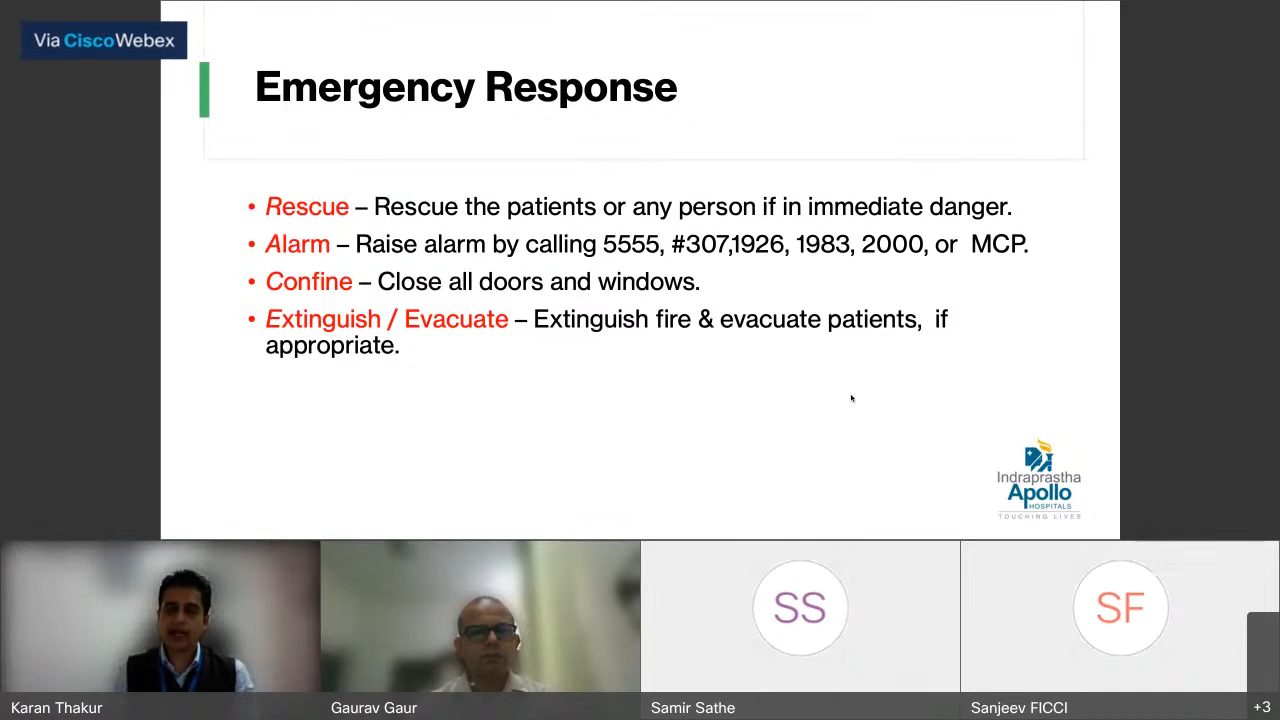 Via CiscoWebex
Emergency Response
• Rescue – Rescue the patients or any person if in immediate danger.
• Alarm – Raise alarm by calling 5555, #307,1926, 1983, 2000, or  MCP.
• Confine – Close all doors and windows.
• Extinguish / Evacuate – Extinguish fire & evacuate patients,  if
appropriate.
Indraprastha
Apollo
HOSPITALS
TOUCHING LIVES
SS
SF
Karan Thakur
Gaurav Gaur
Samir Sathe
Sanjeev FICCI
+3